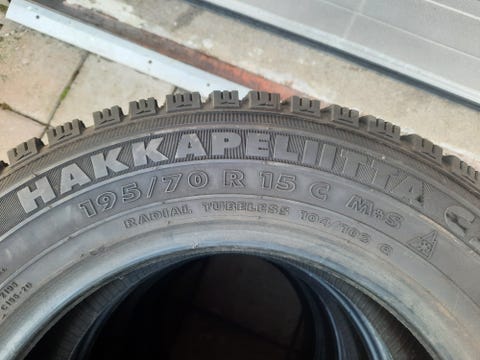 HAKKAPELIITTA C
195/70 R 15 C M+S
RADIAL TUBELESS 104/102